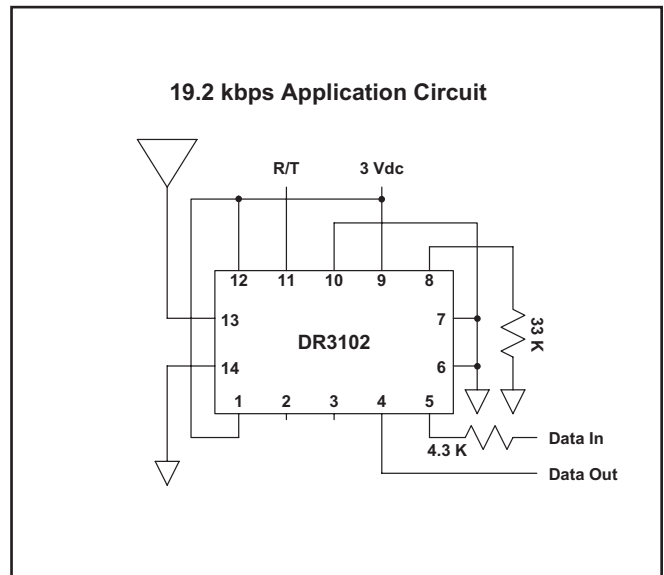 19.2 kbps Application Circuit
R/T 3 Vdc
12 11 10 9 8
13 7
33 K
DR3102
14 6
1 2 3 4 5
4.3 K Data In
Data Out